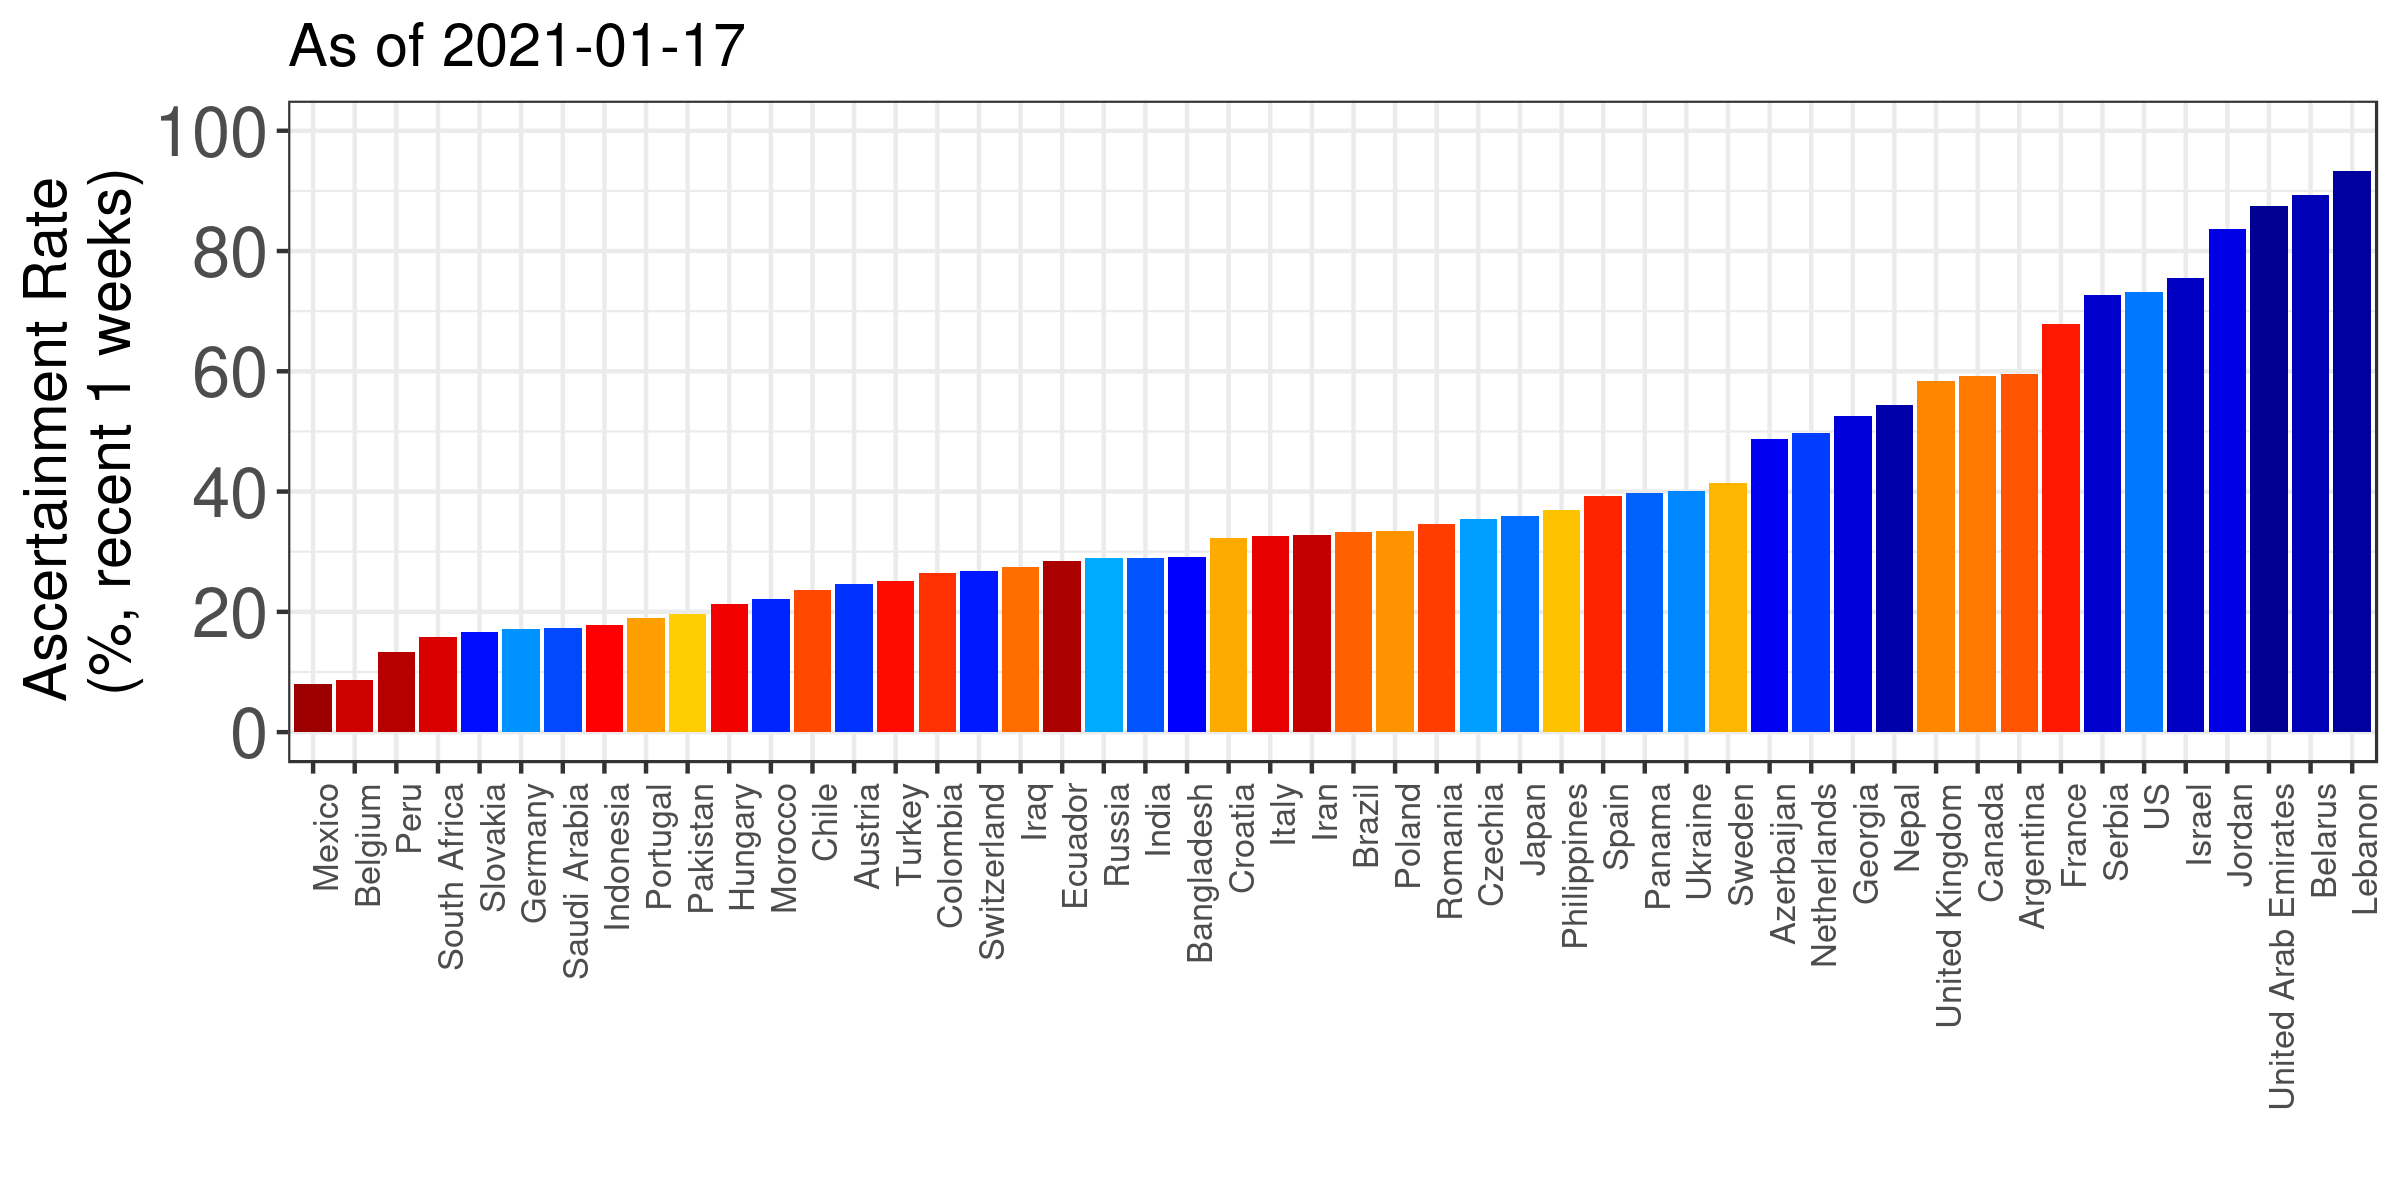 As of 2021-01-17
Ascertainment Rate
(%, recent 1 weeks)
100
80
60
40
20
0
Mexico
Belgium
Peru
South Africa
Slovakia
Germany
Saudi Arabia
Indonesia
Portugal
Pakistan
Hungary
Morocco
Chile
Austria
Turkey
Colombia
Switzerland
Iraq
Ecuador
Russia
India
Bangladesh
Croatia
Italy
Iran
Brazil
Poland
Romania
Czechia
Japan
Philippines
Spain
Panama
Ukraine
Sweden
Azerbaijan
Netherlands
Georgia
Nepal
United Kingdom
Canada
Argentina
France
Serbia
US
Israel
Jordan
United Arab Emirates
Belarus
Lebanon